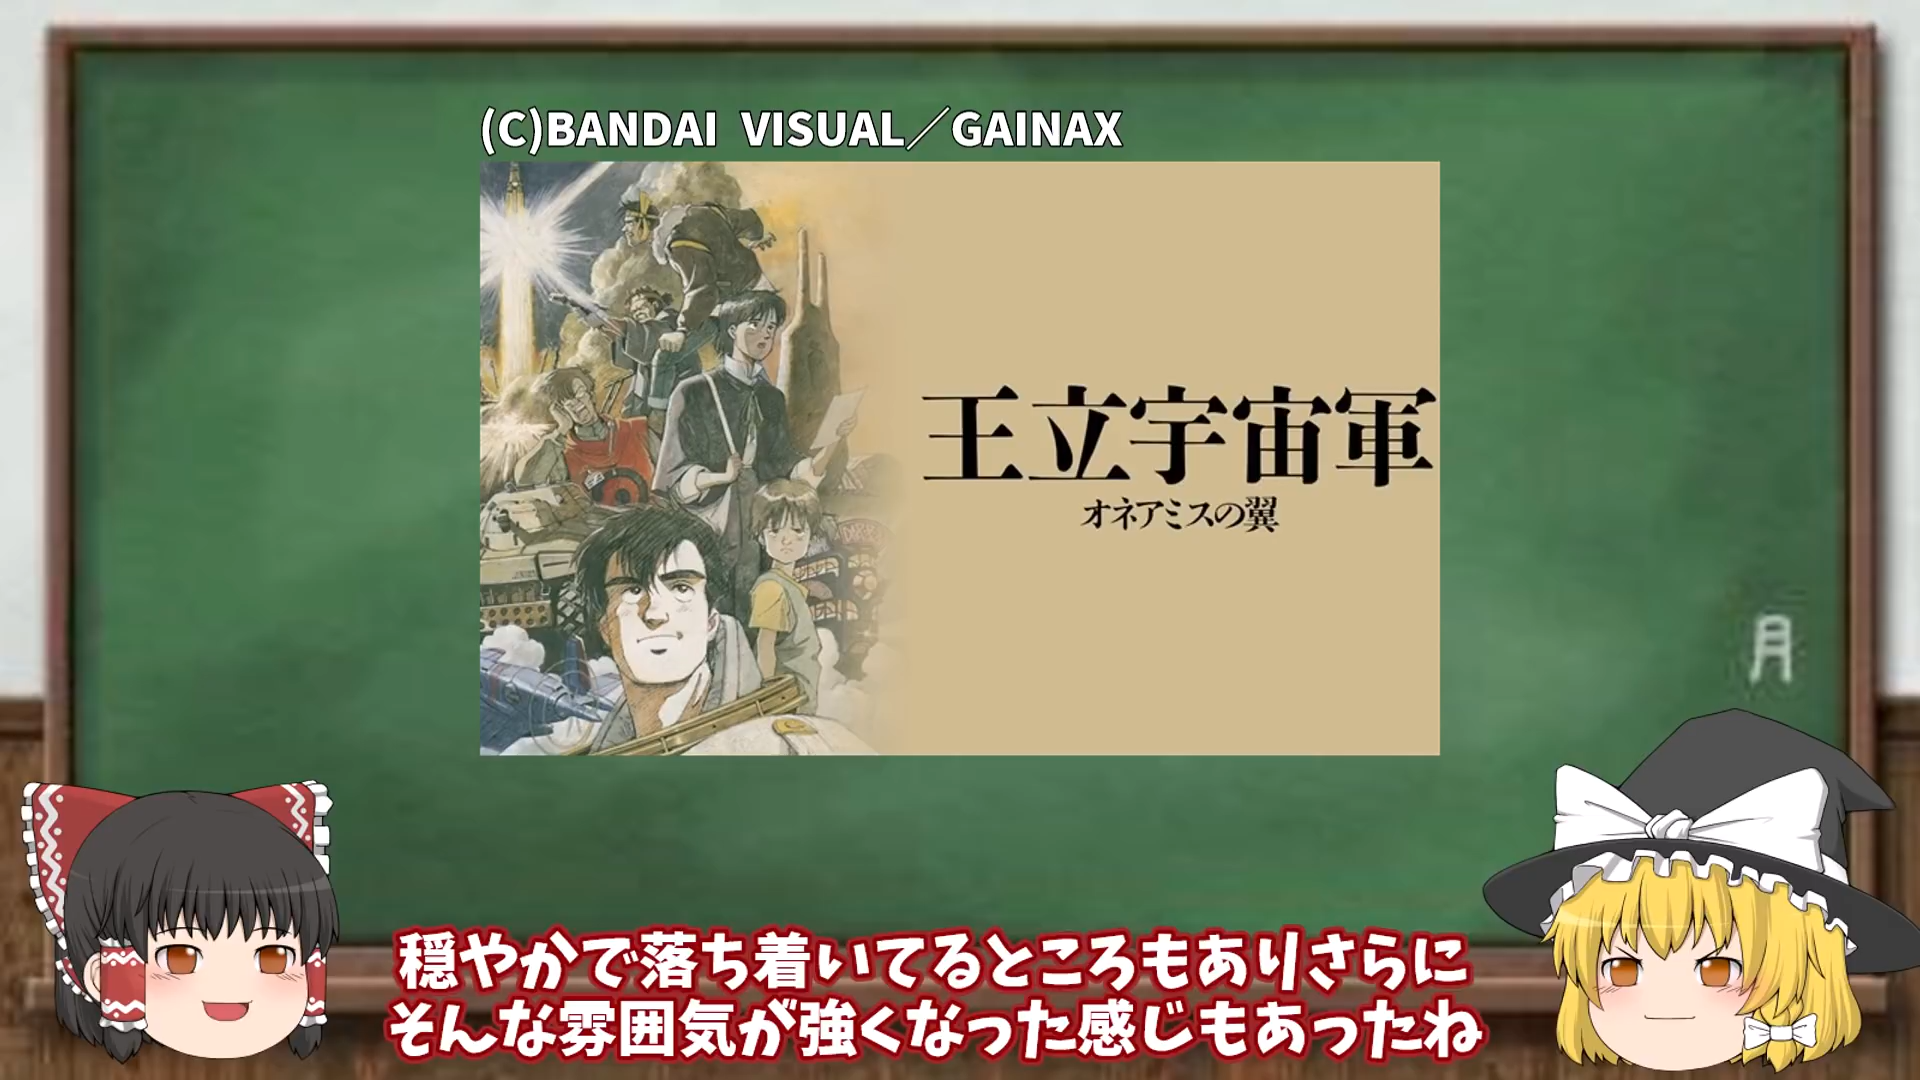 (C)BANDAI VISUAL／GAINAX
王立宇宙軍
オネアミスの翼
月
穏やかで落ち着いてるところもありさらに
そんな雰囲気が強くなった感じもあったね